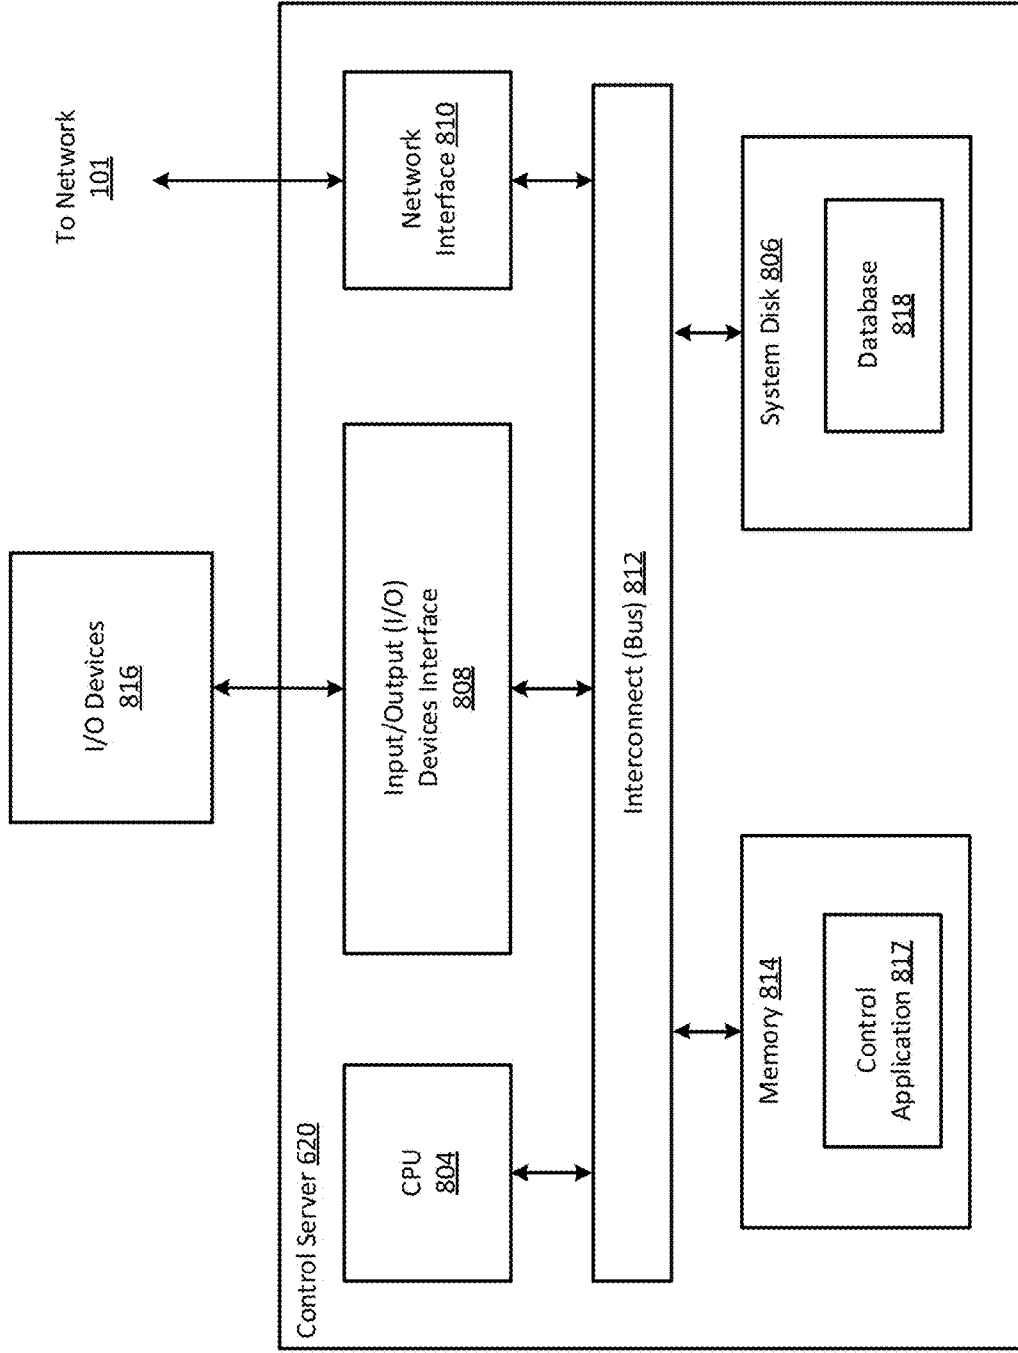 I/O Devices
816
To Network
101
Control Server 620
CPU
804
Input/Output (I/O)
Devices Interface
808
Network
Interface 810
Interconnect (Bus) 812
Memory 814
Control
Application 817
System Disk 806
Database
818